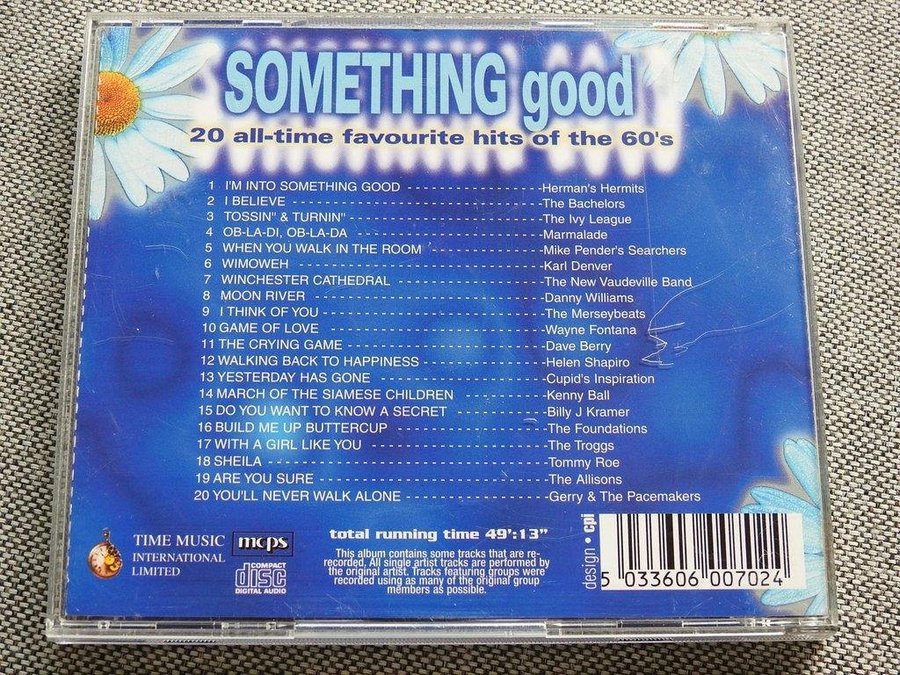 SOMETHING good
20 all-time favourite hits of the 60's
1 I'M INTO SOMETHING GOOD Herman's Hermits
2 I BELIEVE The Bachelors
3 TOSSIN" & TURNIN" The Ivy League
4 OB-LA-DI, OB-LA-DA Marmalade
5 WHEN YOU WALK IN THE ROOM Mike Pender's Searchers
6 WIMOWEH Karl Denver
7 WINCHESTER CATHEDRAL The New Vaudeville Band
8 MOON RIVER Danny Williams
9 I THINK OF YOU The Merseybeats
10 GAME OF LOVE Wayne Fontana
11 THE CRYING GAME Dave Berry
12 WALKING BACK TO HAPPINESS Helen Shapiro
13 YESTERDAY HAS GONE Cupid's Inspiration
14 MARCH OF THE SIAMESE CHILDREN Kenny Ball
15 DO YOU WANT TO KNOW A SECRET Billy J Kramer
16 BUILD ME UP BUTTERCUP The Foundations
17 WITH A GIRL LIKE YOU The Troggs
18 SHEILA Tommy Roe
19 ARE YOU SURE The Allisons
20 YOU'LL NEVER WALK ALONE Gerry & The Pacemakers
TIME MUSIC
INTERNATIONAL
LIMITED
mcps
COMPACT
disc
DIGITAL AUDIO
total running time 49':13"
This album contains some tracks that are re-
recorded. All single artist tracks are performed by
the original artist. Tracks featuring groups were
recorded using as many of the original group
members as possible.
design • cpi
5 033606 007024